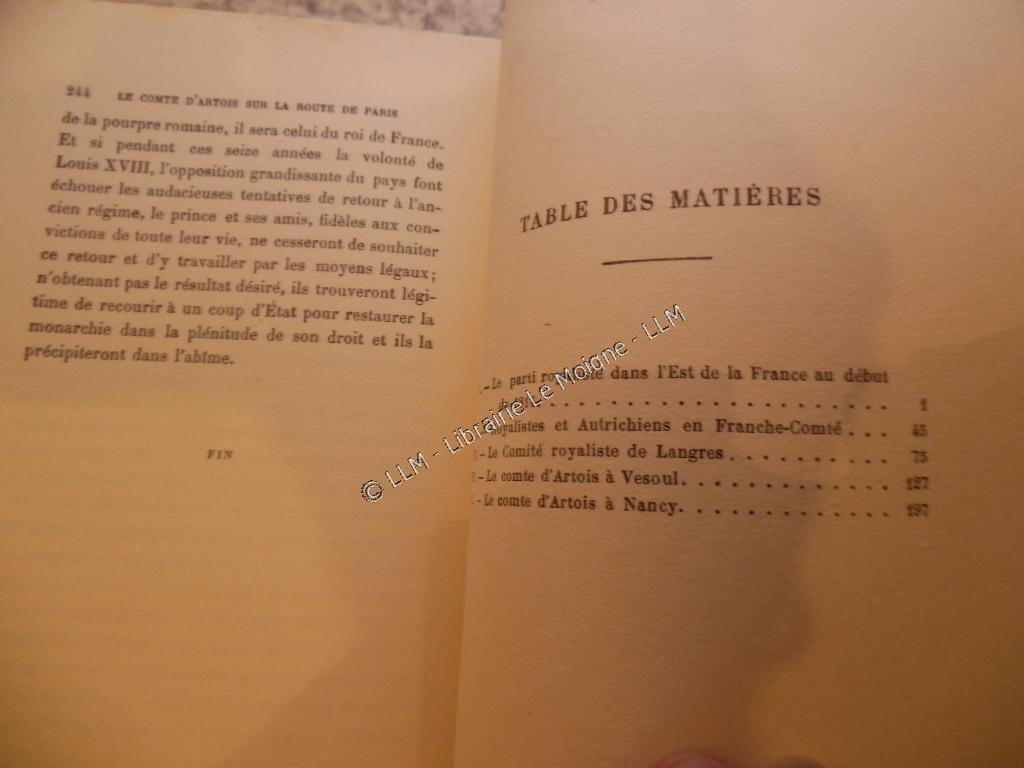 244 LE COMTE D'ARTOIS SUR LA ROUTE DE PARIS
de la pourpre romaine, il sera celui du roi de France.
Et si pendant ces seize années la volonté de
Louis XVIII, l'opposition grandissante du pays font
échouer les audacieuses tentatives de retour à l'an-
cien régime, le prince et ses amis, fidèles aux con-
victions de toute leur vie, ne cesseront de souhaiter
ce retour et d'y travailler par les moyens légaux;
n'obtenant pas le résultat désiré, ils trouveront légi-
time de recourir à un coup d'État pour restaurer la
monarchie dans la plénitude de son droit et ils la
précipiteront dans l'abîme.
FIN
TABLE DES MATIÈRES
— Le parti dans l'Est de la France au début
. . . . . . . . . . . . . . . . . . . . . . 1
Royalistes et Autrichiens en Franche-Comté. . . 45
— Le Comité royaliste de Langres. . . . . . . . . . 75
— Le comte d'Artois à Vesoul. . . . . . . . . . . . . 127
— Le comte d'Artois à Nancy. . . . . . . . . . . . . 197
© LLM - Librairie Le Moigne - LLM